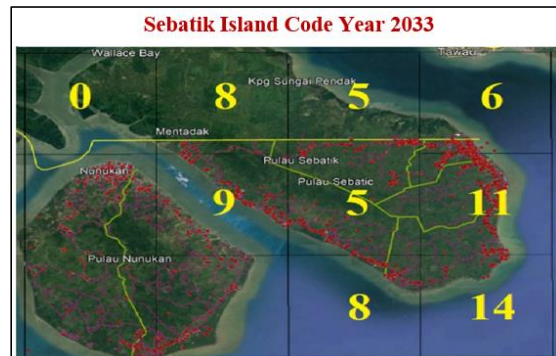 Sebatik Island Code Year 2033
Wallace Bay
Tawau
0
8
Kpg Sungai Pendak
5
6
Mentadak
Nunukan
Pulau Sebatik
9
Pulau Sebatic
5
11
Pulau Nunukan
8
14